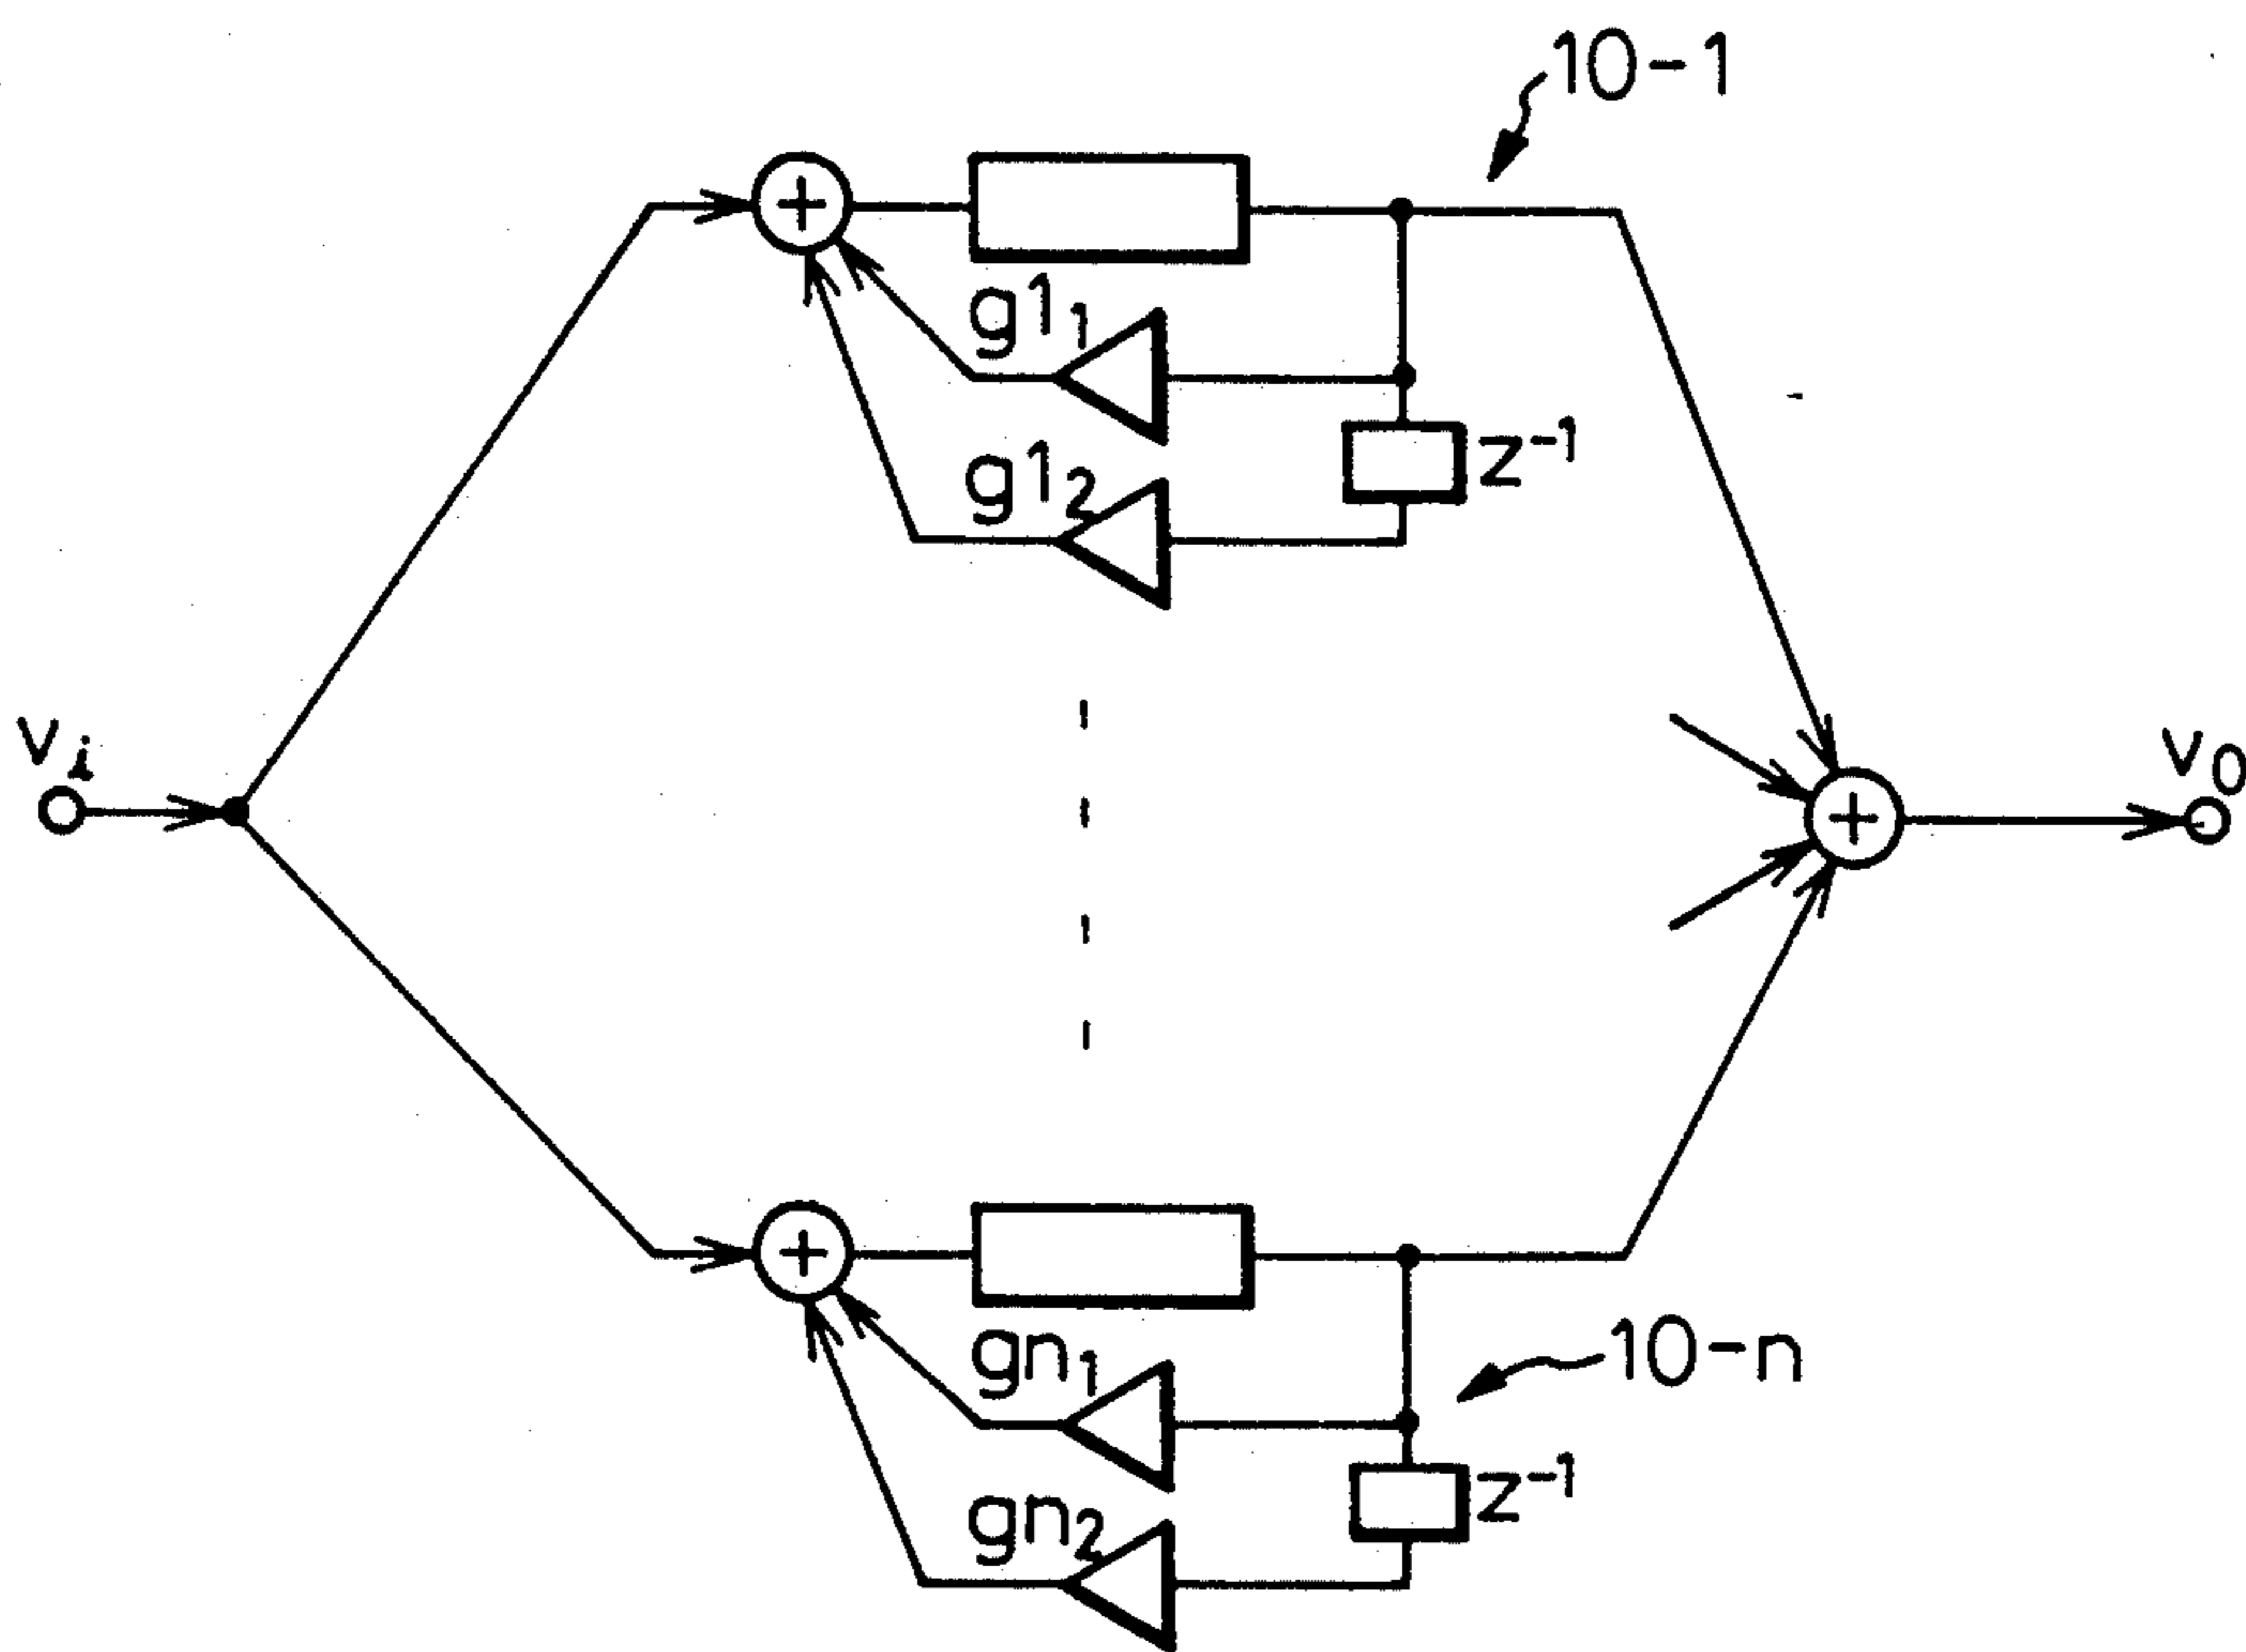 10-1
g1₁
z⁻¹
g1₂
vᵢ
v₀
gn₁
10-n
z⁻¹
gn₂